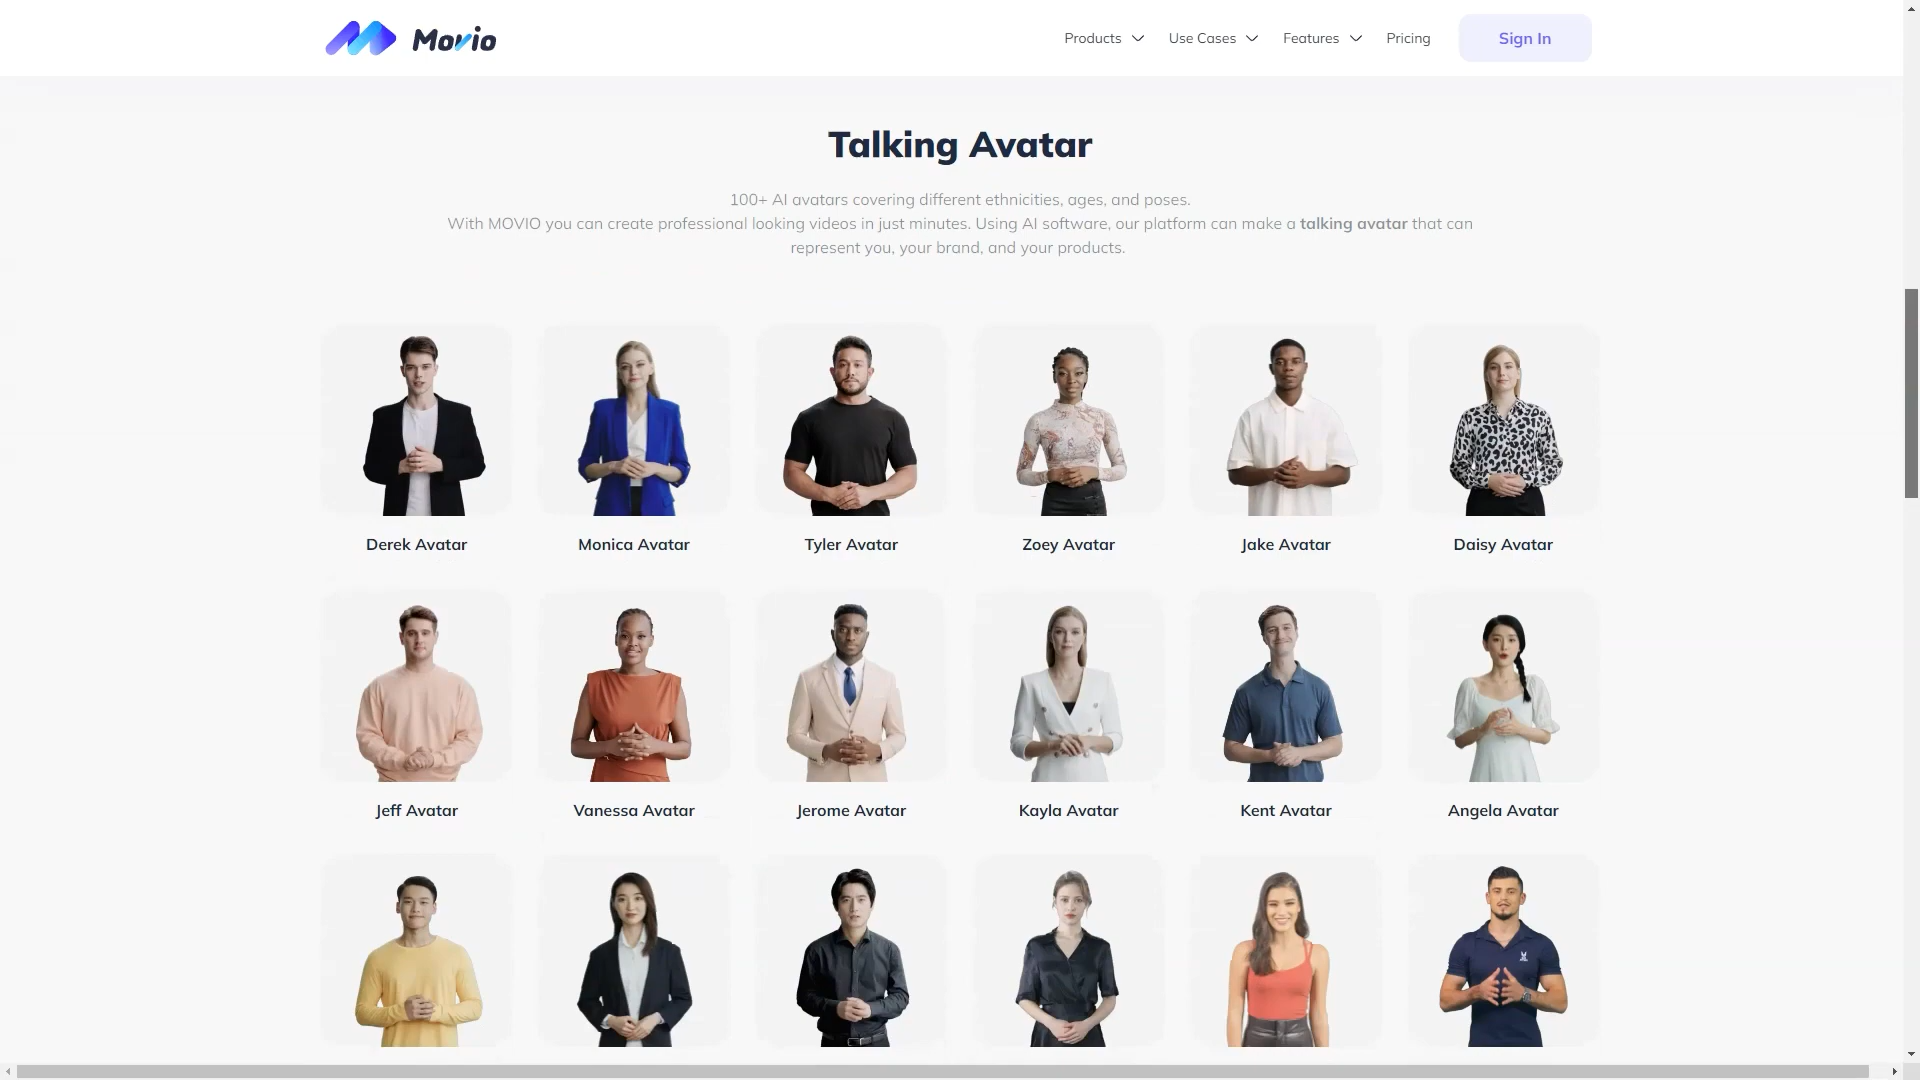 Movio
Products
Use Cases
Features
Pricing
Sign In
Talking Avatar
100+ AI avatars covering different ethnicities, ages, and poses.
With MOVIO you can create professional looking videos in just minutes. Using AI software, our platform can make a talking avatar that can
represent you, your brand, and your products.
Derek Avatar
Monica Avatar
Tyler Avatar
Zoey Avatar
Jake Avatar
Daisy Avatar
Jeff Avatar
Vanessa Avatar
Jerome Avatar
Kayla Avatar
Kent Avatar
Angela Avatar